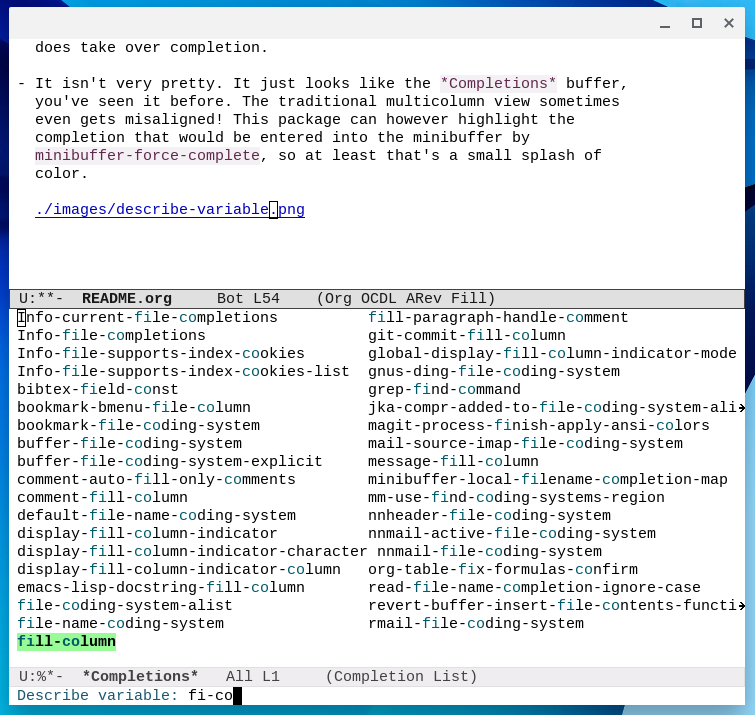 does take over completion.
- It isn't very pretty. It just looks like the *Completions* buffer,
you've seen it before. The traditional multicolumn view sometimes
even gets misaligned! This package can however highlight the
completion that would be entered into the minibuffer by
minibuffer-force-complete, so at least that's a small splash of
color.
./images/describe-variable.png
U:**-  README.org     Bot L54    (Org OCDL ARev Fill)
Info-current-file-completions          fill-paragraph-handle-comment
Info-file-completions                  git-commit-fill-column
Info-file-supports-index-cookies       global-display-fill-column-indicator-mode
Info-file-supports-index-cookies-list  gnus-ding-file-coding-system
bibtex-field-const                     grep-find-command
bookmark-bmenu-file-column             jka-compr-added-to-file-coding-system-ali→
bookmark-file-coding-system            magit-process-finish-apply-ansi-colors
buffer-file-coding-system              mail-source-imap-file-coding-system
buffer-file-coding-system-explicit     message-fill-column
comment-auto-fill-only-comments        minibuffer-local-filename-completion-map
comment-fill-column                    mm-use-find-coding-systems-region
default-file-name-coding-system        nnheader-file-coding-system
display-fill-column-indicator          nnmail-active-file-coding-system
display-fill-column-indicator-character nnmail-file-coding-system
display-fill-column-indicator-column   org-table-fix-formulas-confirm
emacs-lisp-docstring-fill-column       read-file-name-completion-ignore-case
file-coding-system-alist               revert-buffer-insert-file-contents-functi→
file-name-coding-system                rmail-file-coding-system
fill-column
U:%*-  *Completions*   All L1     (Completion List)
Describe variable: fi-co